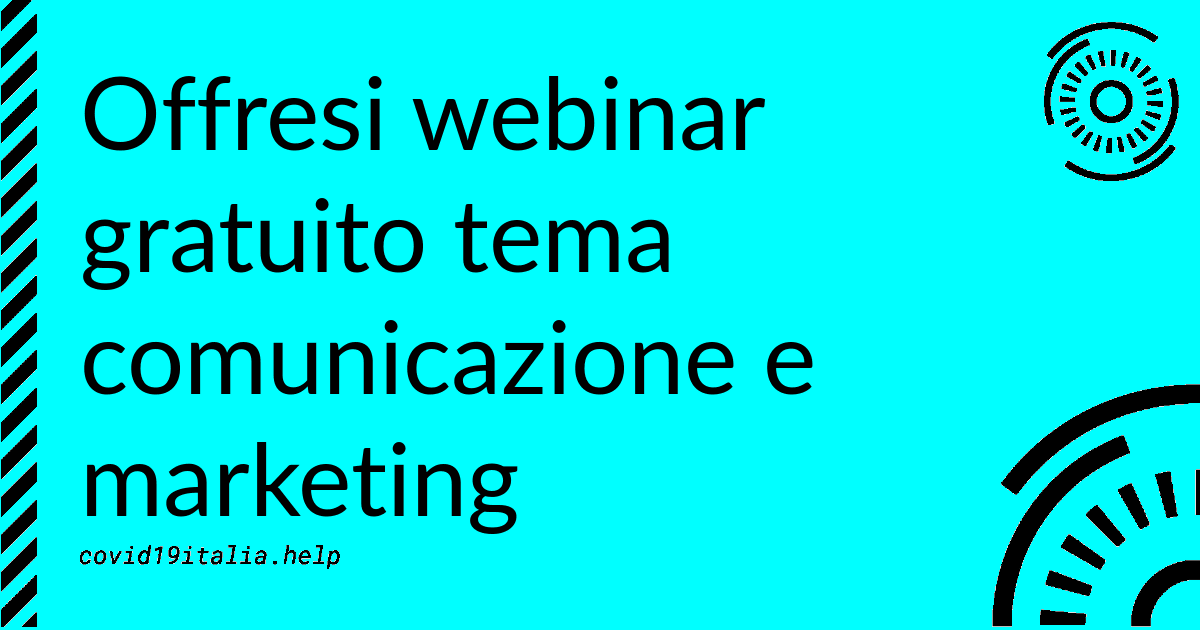 Offresi webinar
gratuito tema
comunicazione e
marketing
covid19italia.help